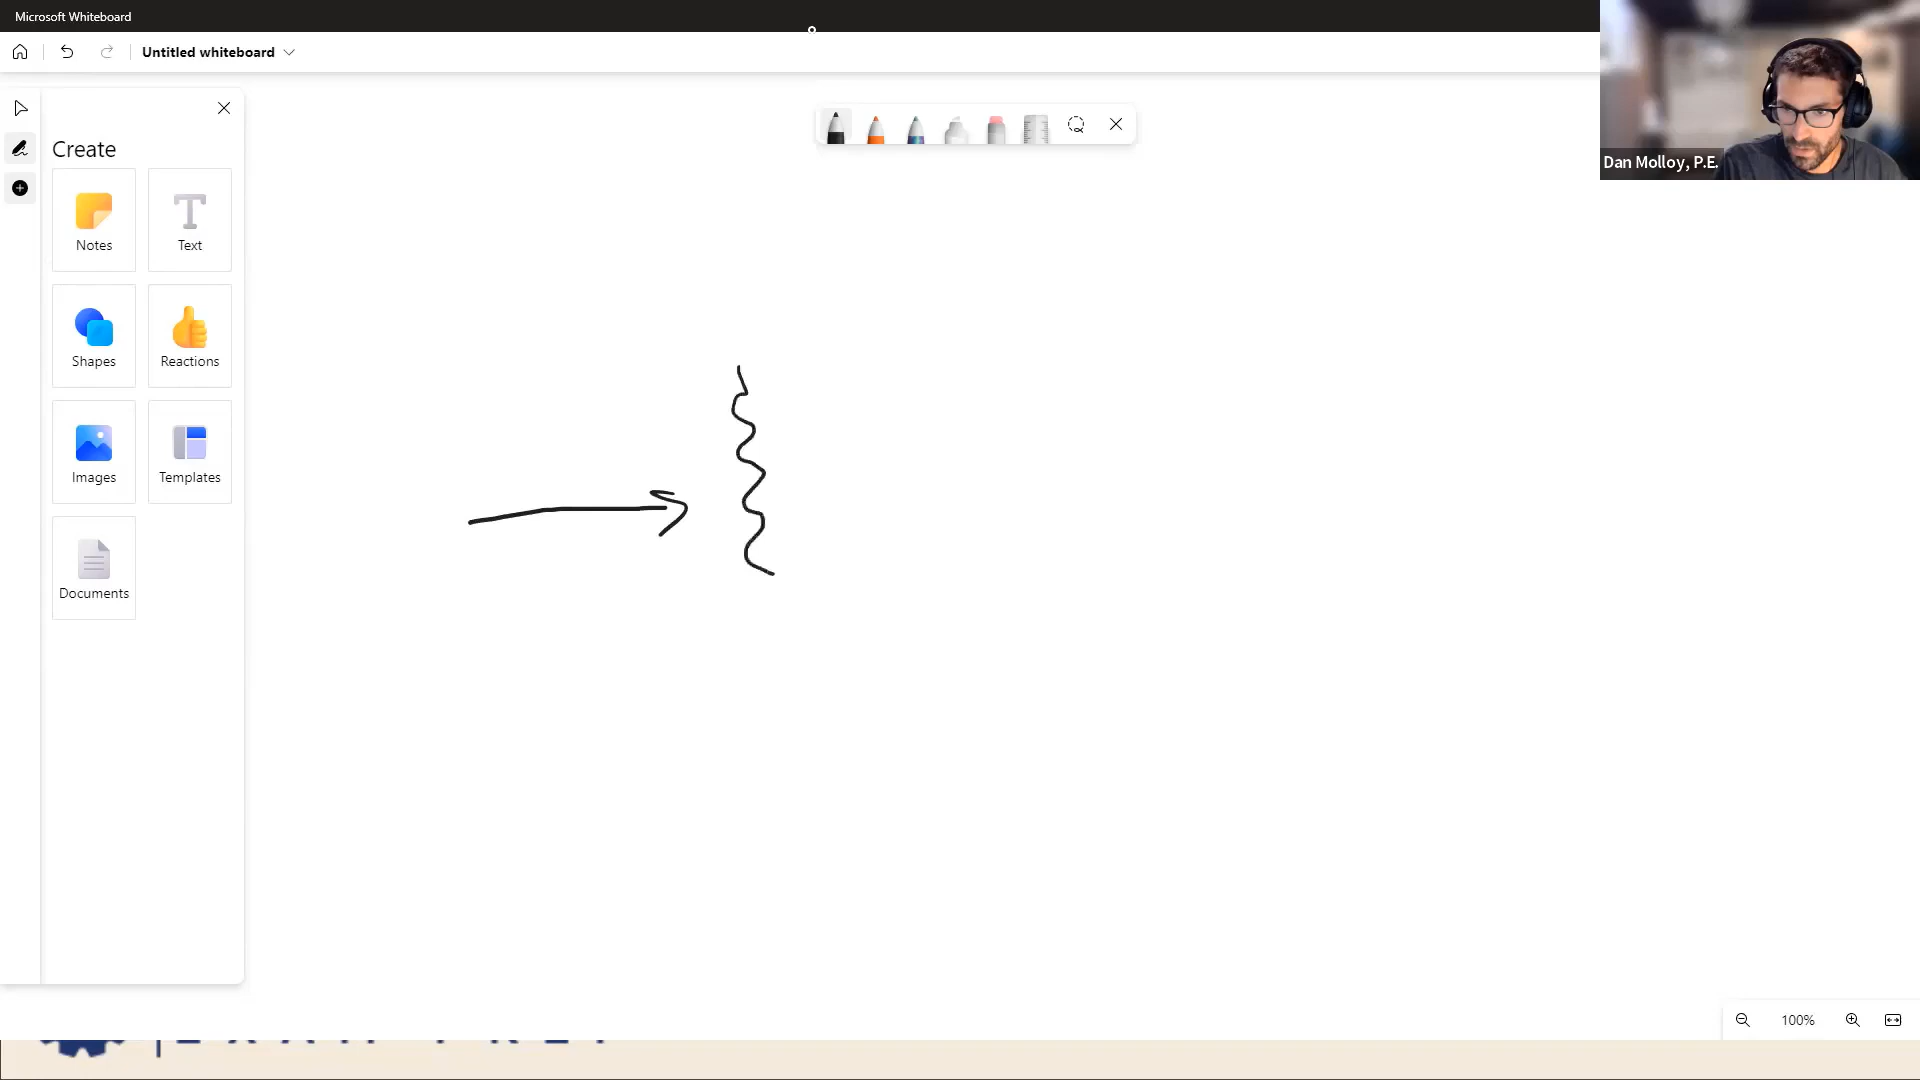 Microsoft Whiteboard
Untitled whiteboard
Dan Molloy, P.E.
Create
Notes
Text
Shapes
Reactions
Images
Templates
Documents
100%